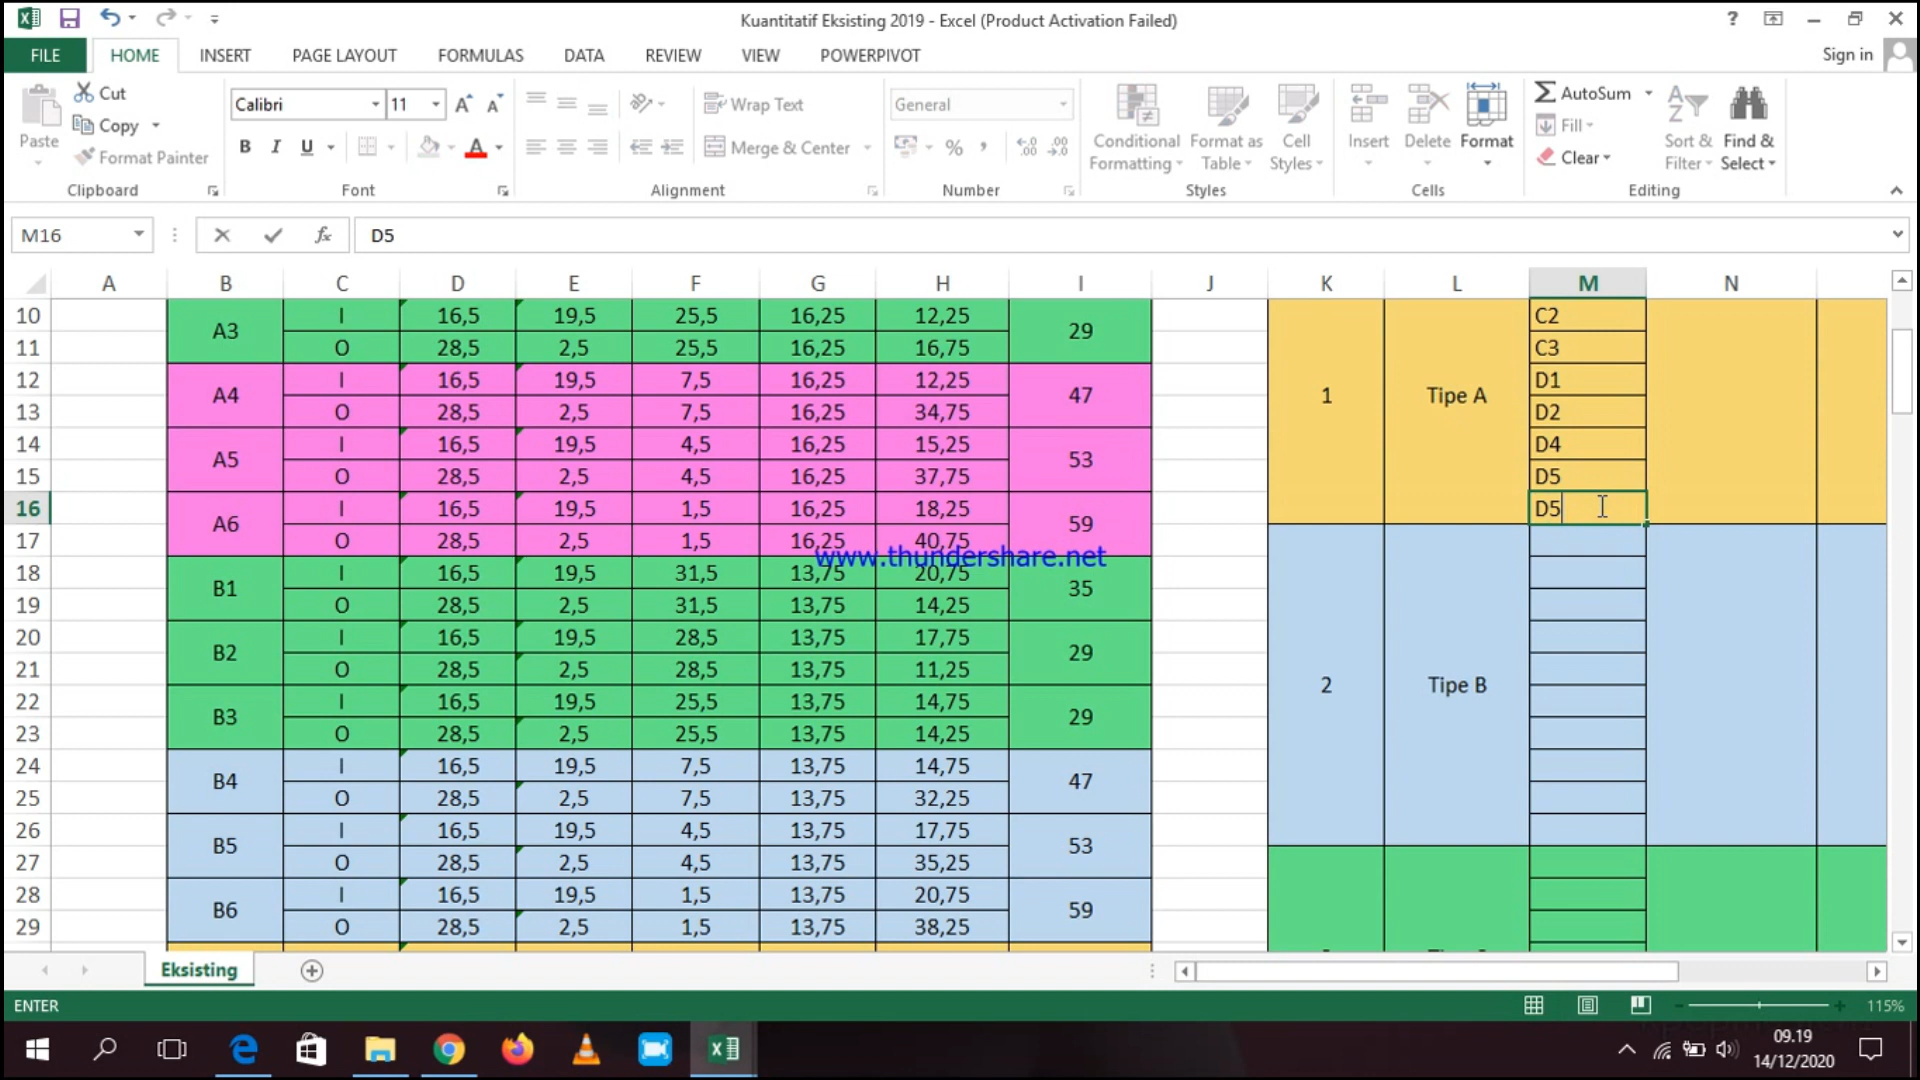 Kuantitatif Eksisting 2019 - Excel (Product Activation Failed)
FILE HOME INSERT PAGE LAYOUT FORMULAS DATA REVIEW VIEW POWERPIVOT Sign in
Paste Cut Copy Format Painter Clipboard
Calibri 11 B I U A Font
Wrap Text Merge & Center Alignment
General % Number
Conditional Formatting Format as Table Cell Styles Styles
Insert Delete Format Cells
AutoSum Fill Clear Sort & Filter Find & Select Editing
M16 fx D5
A B C D E F G H I J K L M N
10 A3 I 16,5 19,5 25,5 16,25 12,25 29 C2
11 O 28,5 2,5 25,5 16,25 16,75 C3
12 A4 I 16,5 19,5 7,5 16,25 12,25 47 1 Tipe A D1
13 O 28,5 2,5 7,5 16,25 34,75 D2
14 A5 I 16,5 19,5 4,5 16,25 15,25 53 D4
15 O 28,5 2,5 4,5 16,25 37,75 D5
16 A6 I 16,5 19,5 1,5 16,25 18,25 59 D5
17 O 28,5 2,5 1,5 16,25 40,75
www.thundershare.net
18 B1 I 16,5 19,5 31,5 13,75 20,75 35
19 O 28,5 2,5 31,5 13,75 14,25
20 B2 I 16,5 19,5 28,5 13,75 17,75 29
21 O 28,5 2,5 28,5 13,75 11,25 2 Tipe B
22 B3 I 16,5 19,5 25,5 13,75 14,75 29
23 O 28,5 2,5 25,5 13,75 14,25
24 B4 I 16,5 19,5 7,5 13,75 14,75 47
25 O 28,5 2,5 7,5 13,75 32,25
26 B5 I 16,5 19,5 4,5 13,75 17,75 53
27 O 28,5 2,5 4,5 13,75 35,25
28 B6 I 16,5 19,5 1,5 13,75 20,75 59
29 O 28,5 2,5 1,5 13,75 38,25
Eksisting
ENTER 115%
09.19
14/12/2020